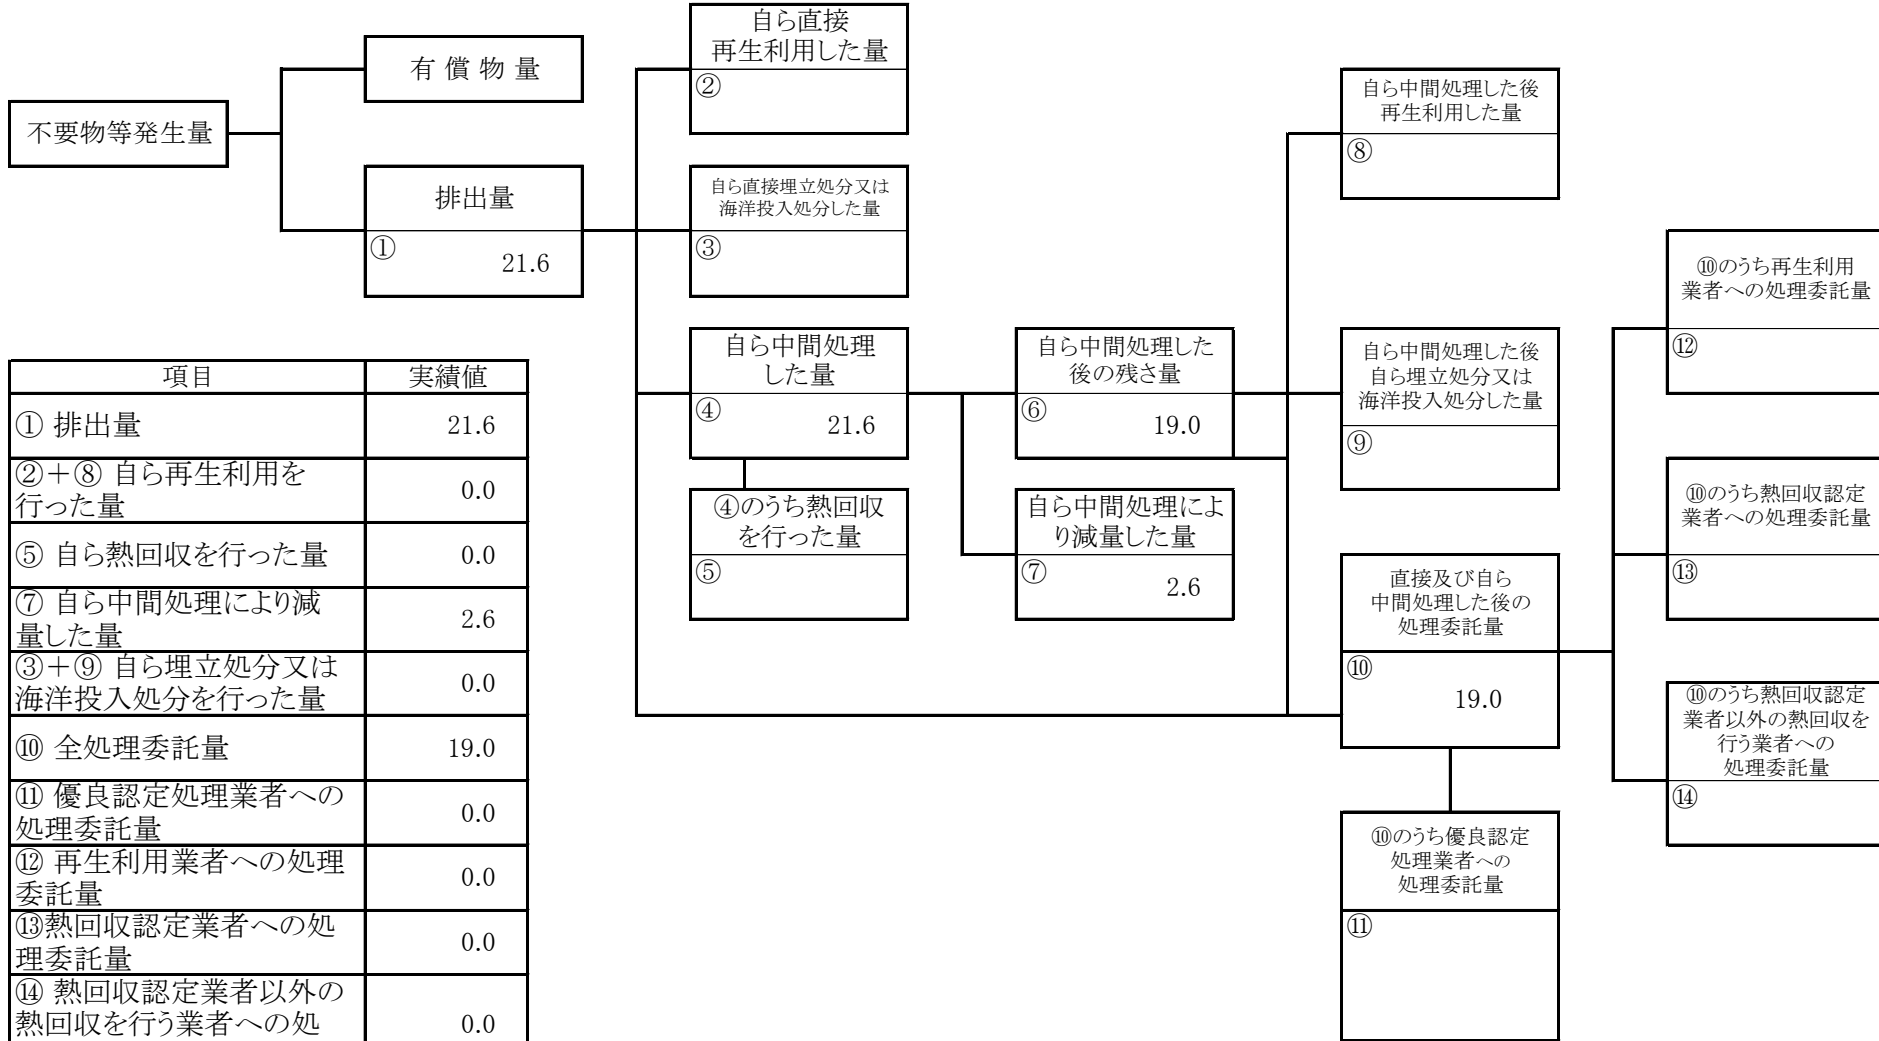 不要物等発生量
有 償 物 量
排出量
①
21.6
自ら直接
再生利用した量
②
自ら直接埋立処分又は
海洋投入処分した量
③
自ら中間処理
した量
④
21.6
④のうち熱回収
を行った量
⑤
自ら中間処理した
後の残さ量
⑥
19.0
自ら中間処理によ
り減量した量
⑦
2.6
自ら中間処理した後
再生利用した量
⑧
自ら中間処理した後
自ら埋立処分又は
海洋投入処分した量
⑨
直接及び自ら
中間処理した後の
処理委託量
⑩
19.0
⑩のうち優良認定
処理業者への
処理委託量
⑪
⑩のうち再生利用
業者への処理委託量
⑫
⑩のうち熱回収認定
業者への処理委託量
⑬
⑩のうち熱回収認定
業者以外の熱回収を
行う業者への
処理委託量
⑭
項目 実績値
① 排出量 21.6
②＋⑧ 自ら再生利用を
行った量 0.0
⑤ 自ら熱回収を行った量 0.0
⑦ 自ら中間処理により減
量した量 2.6
③＋⑨ 自ら埋立処分又は
海洋投入処分を行った量 0.0
⑩ 全処理委託量 19.0
⑪ 優良認定処理業者への
処理委託量 0.0
⑫ 再生利用業者への処理
委託量 0.0
⑬熱回収認定業者への処
理委託量 0.0
⑭ 熱回収認定業者以外の
熱回収を行う業者への処 0.0